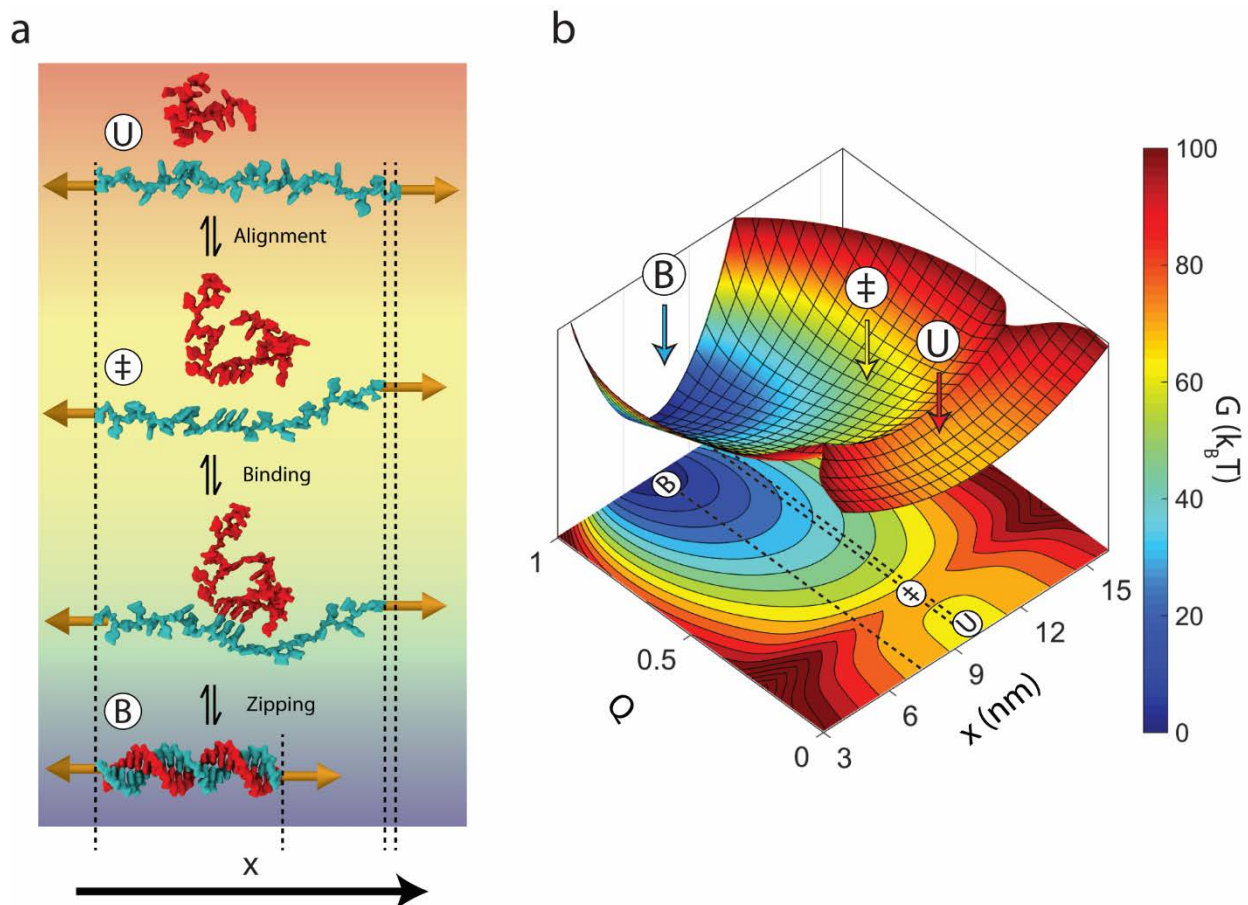 a
U
Alignment
‡
Binding
Zipping
B
x
b
B
‡
U
B
‡
U
1
0.5
0
Q
3
6
9
12
15
x (nm)
100
80
60
40
20
0
G (kBT)